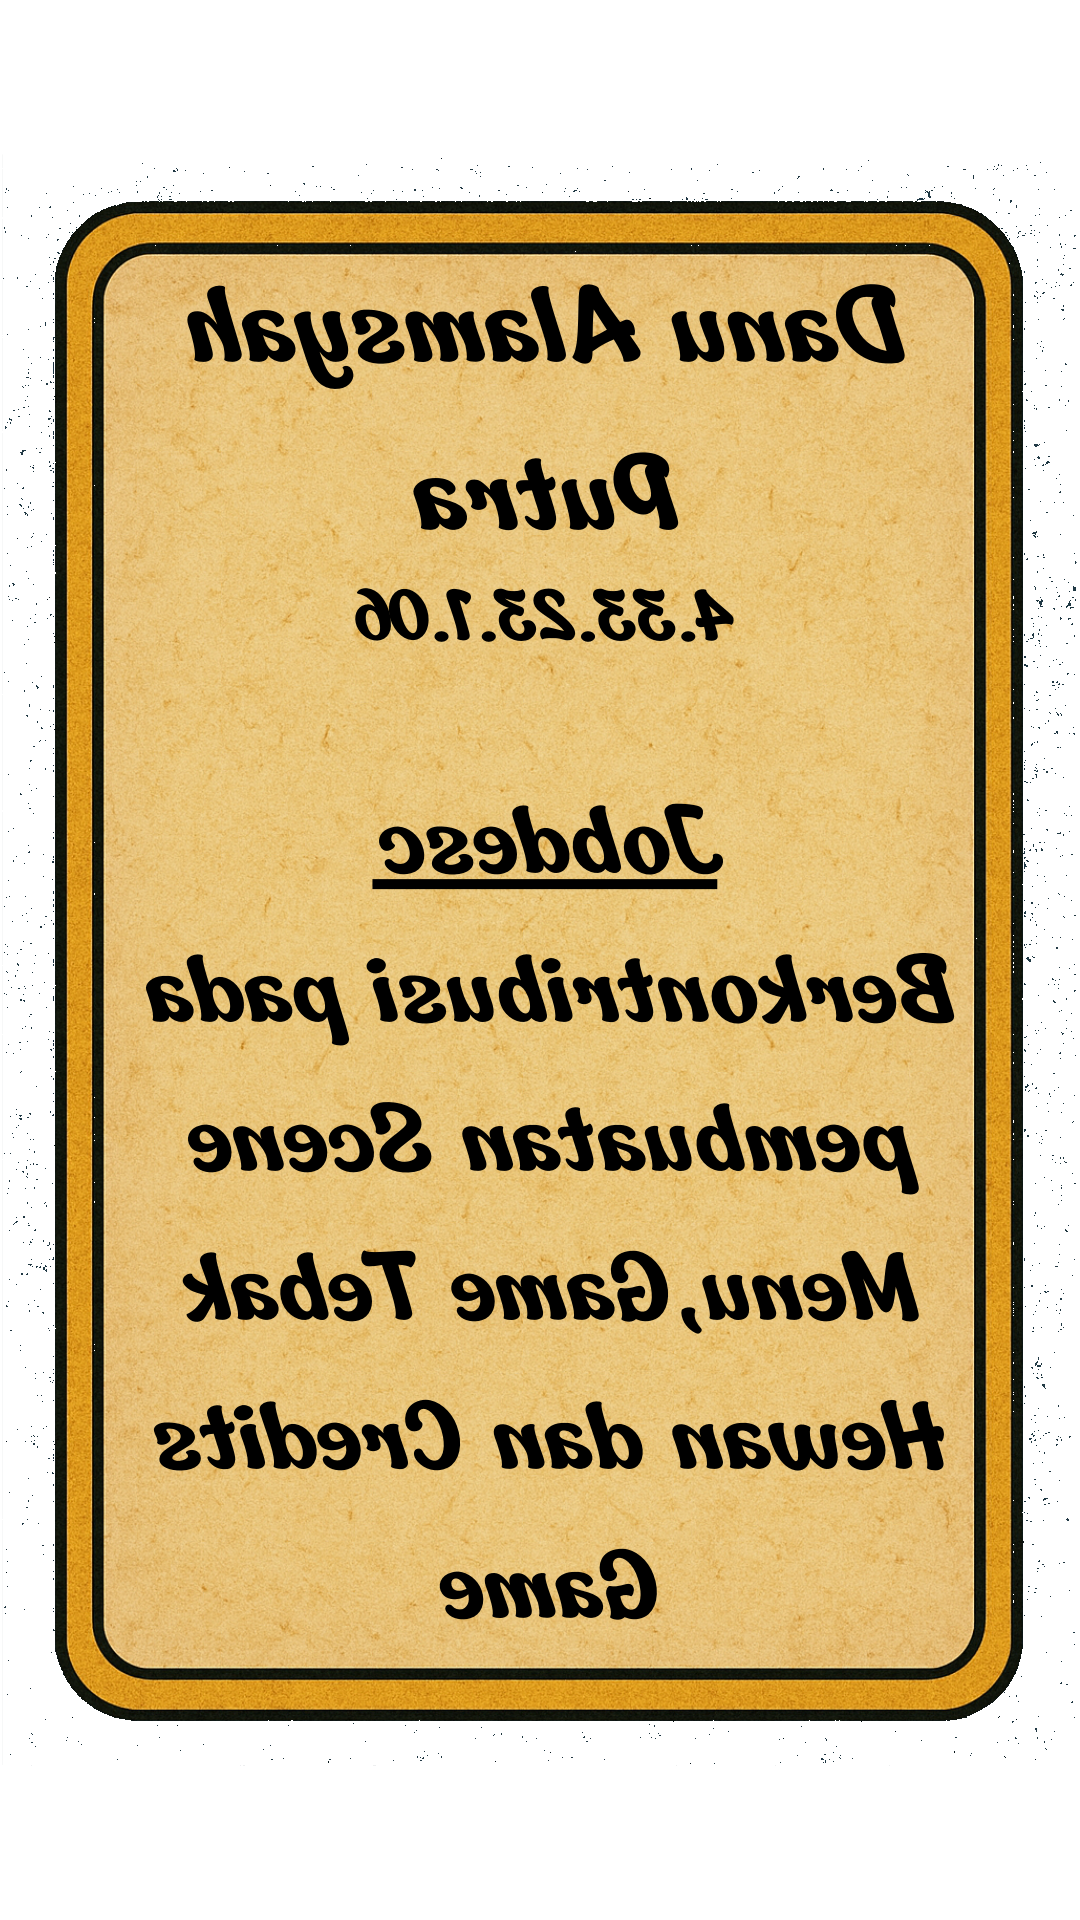 Danu Alamsyah
Putra
4.33.23.1.06
Jobdesc
Berkontribusi pada
pembuatan Scene
Menu,Game Tebak
Hewan dan Credits
Game